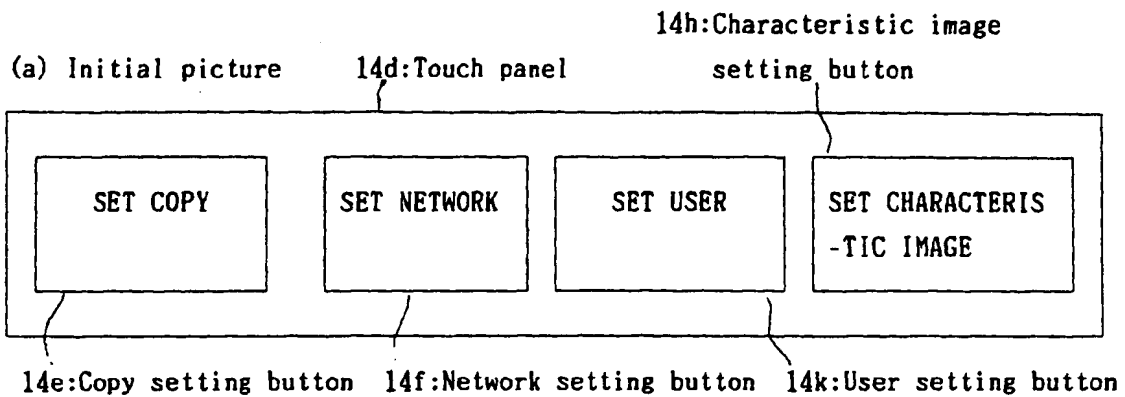 14h:Characteristic image
(a) Initial picture 14d:Touch panel setting button
SET COPY SET NETWORK SET USER SET CHARACTERIS
-TIC IMAGE
14e:Copy setting button 14f:Network setting button 14k:User setting button